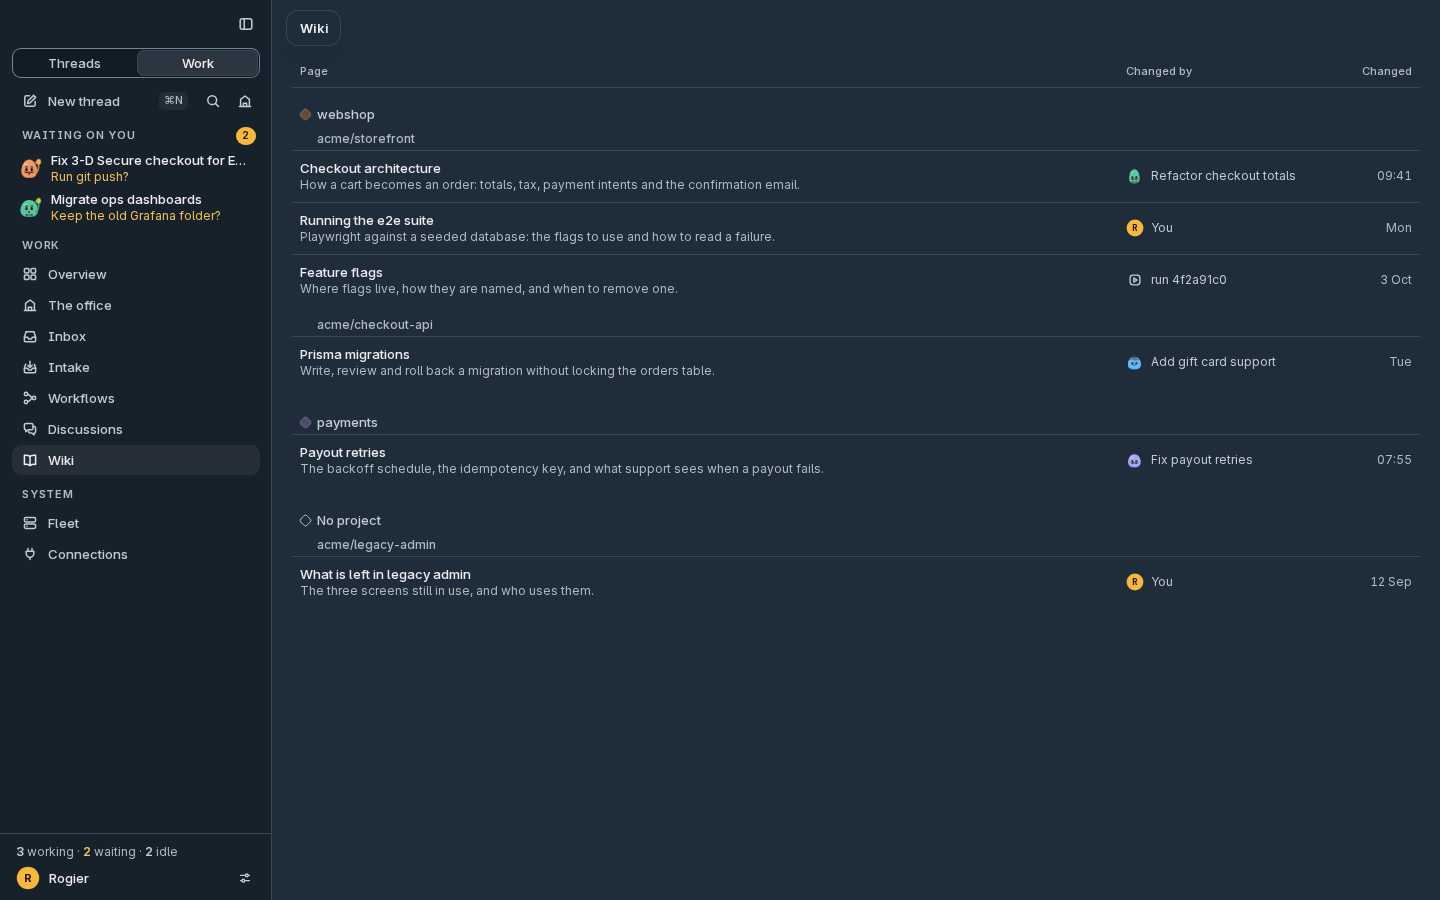 Threads
Work
New thread
⌘N
WAITING ON YOU
2
Fix 3-D Secure checkout for E…
Run git push?
Migrate ops dashboards
Keep the old Grafana folder?
WORK
Overview
The office
Inbox
Intake
Workflows
Discussions
Wiki
SYSTEM
Fleet
Connections
3 working · 2 waiting · 2 idle
R
Rogier
Wiki
Page
Changed by
Changed
webshop
acme/storefront
Checkout architecture
How a cart becomes an order: totals, tax, payment intents and the confirmation email.
Refactor checkout totals
09:41
Running the e2e suite
Playwright against a seeded database: the flags to use and how to read a failure.
R
You
Mon
Feature flags
Where flags live, how they are named, and when to remove one.
run 4f2a91c0
3 Oct
acme/checkout-api
Prisma migrations
Write, review and roll back a migration without locking the orders table.
Add gift card support
Tue
payments
Payout retries
The backoff schedule, the idempotency key, and what support sees when a payout fails.
Fix payout retries
07:55
No project
acme/legacy-admin
What is left in legacy admin
The three screens still in use, and who uses them.
R
You
12 Sep